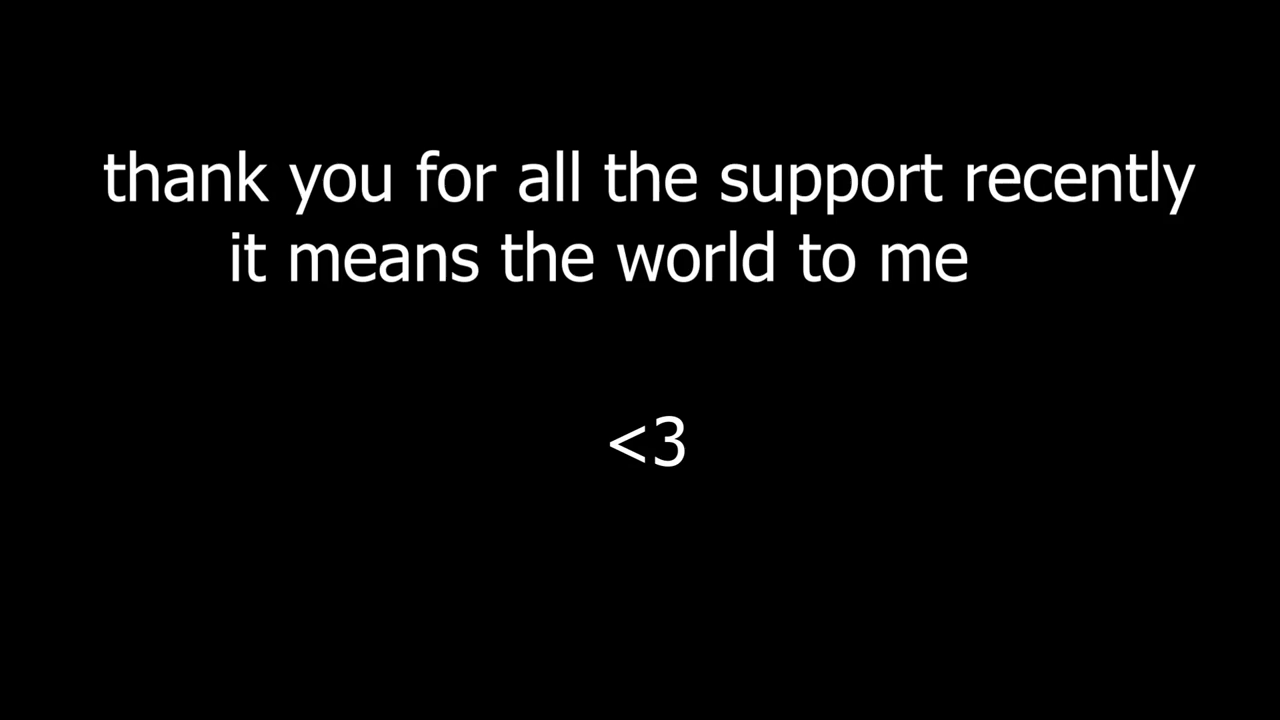 thank you for all the support recently
it means the world to me
<3